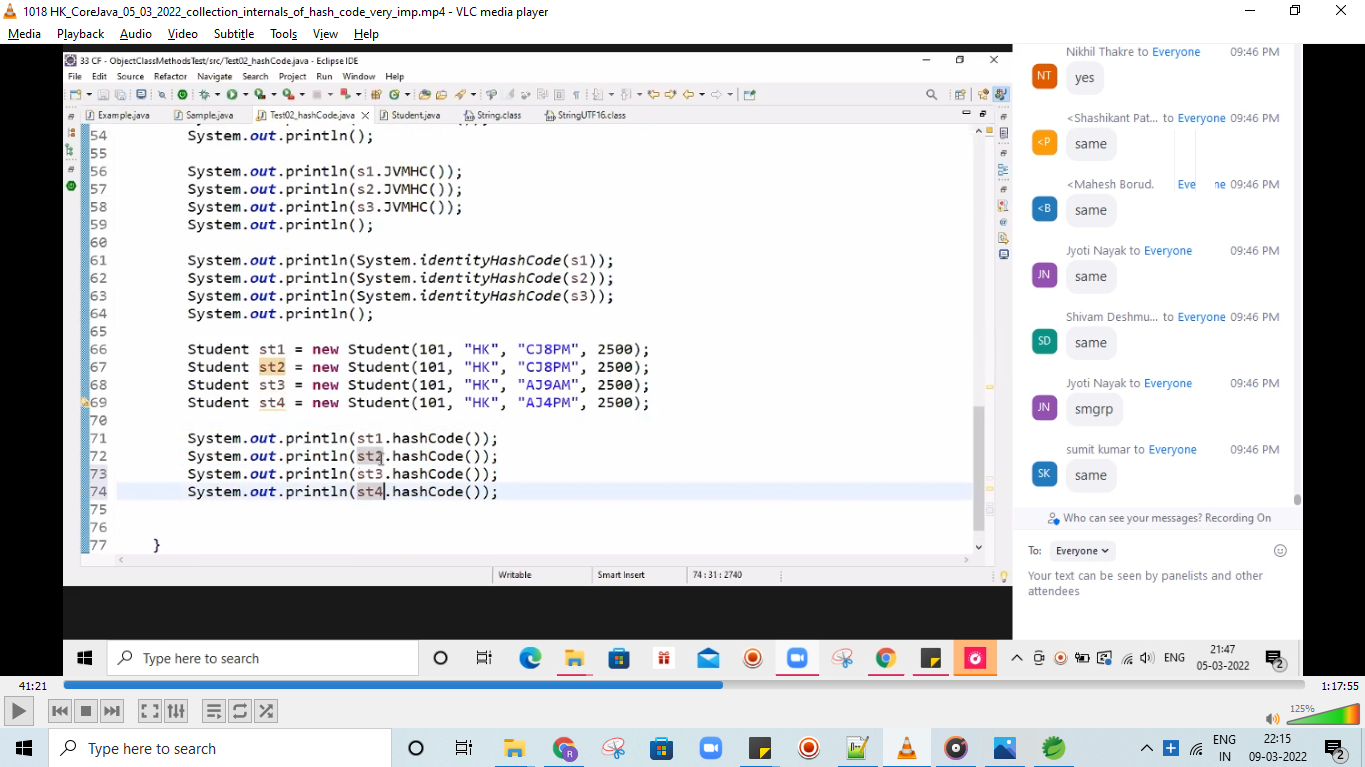 1018 HK_CoreJava_05_03_2022_collection_internals_of_hash_code_very_imp.mp4 - VLC media player
Media Playback Audio Video Subtitle Tools View Help
33 CF - ObjectClassMethodsTest/src/Test02_hashCode.java - Eclipse IDE
File Edit Source Refactor Navigate Search Project Run Window Help
Example.java Sample.java Test02_hashCode.java Student.java String.class StringUTF16.class
54 System.out.println();
55
56 System.out.println(s1.JVMHC());
57 System.out.println(s2.JVMHC());
58 System.out.println(s3.JVMHC());
59 System.out.println();
60
61 System.out.println(System.identityHashCode(s1));
62 System.out.println(System.identityHashCode(s2));
63 System.out.println(System.identityHashCode(s3));
64 System.out.println();
65
66 Student st1 = new Student(101, "HK", "CJ8PM", 2500);
67 Student st2 = new Student(101, "HK", "CJ8PM", 2500);
68 Student st3 = new Student(101, "HK", "AJ9AM", 2500);
69 Student st4 = new Student(101, "HK", "AJ4PM", 2500);
70
71 System.out.println(st1.hashCode());
72 System.out.println(st2.hashCode());
73 System.out.println(st3.hashCode());
74 System.out.println(st4.hashCode());
75
76
77 }
Writable Smart Insert 74 : 31 : 2740
Nikhil Thakre to Everyone 09:46 PM
NT yes
<Shashikant Pat... to Everyone 09:46 PM
<P same
<Mahesh Borud. Eve ne 09:46 PM
<B same
Jyoti Nayak to Everyone 09:46 PM
JN same
Shivam Deshmu... to Everyone 09:46 PM
SD same
Jyoti Nayak to Everyone 09:46 PM
JN smgrp
sumit kumar to Everyone 09:46 PM
SK same
Who can see your messages? Recording On
To: Everyone
Your text can be seen by panelists and other
attendees
Type here to search ENG 21:47
05-03-2022 2
41:21 1:17:55
125%
Type here to search R ENG 22:15
IN 09-03-2022 2